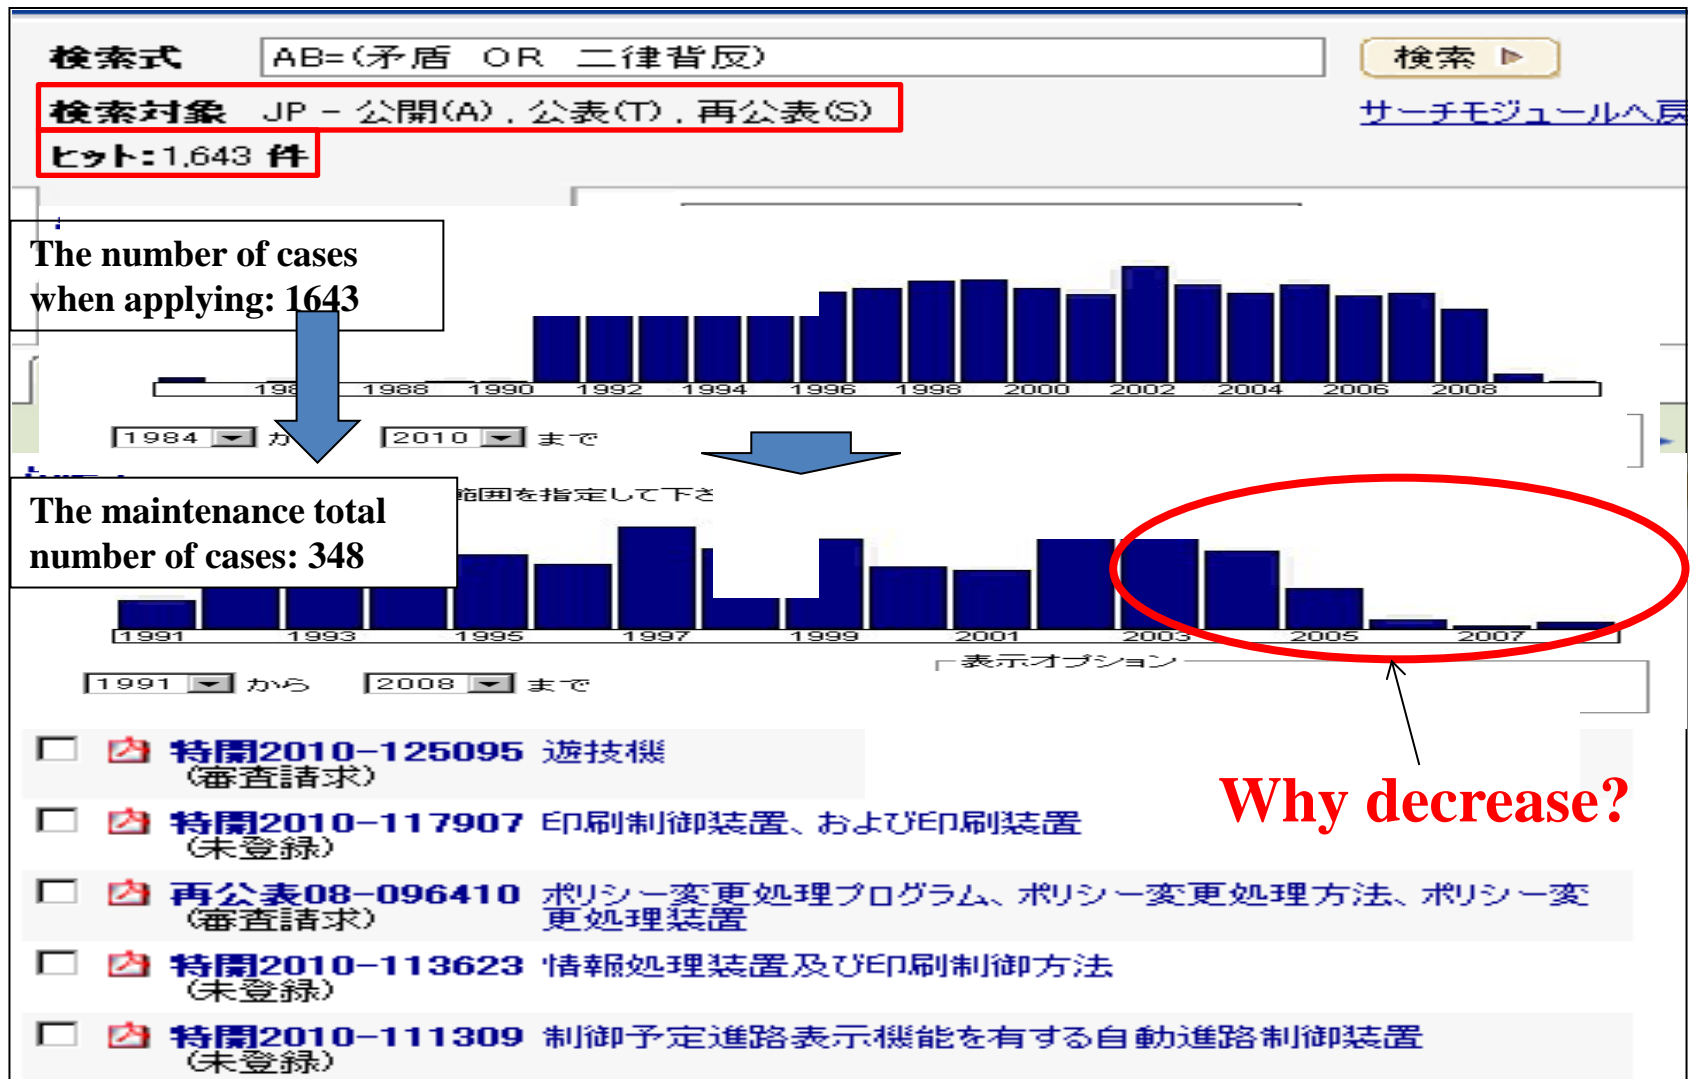 検索式 AB=(矛盾 OR 二律背反) 検索
検索対象 JP - 公開(A) , 公表(T) , 再公表(S) サーチモジュールへ戻
ヒット: 1,643 件
The number of cases
when applying: 1643
1988 1990 1992 1994 1996 1998 2000 2002 2004 2006 2008
1984 か 2010 まで
範囲を指定して下さ
The maintenance total
number of cases: 348
1991 1993 1995 1997 1999 2001 2003 2005 2007
表示オプション
1991 から 2008 まで
特開2010-125095 遊技機
(審査請求)
Why decrease?
特開2010-117907 印刷制御装置、および印刷装置
(未登録)
再公表08-096410 ポリシー変更処理プログラム、ポリシー変更処理方法、ポリシー変
(審査請求) 更処理装置
特開2010-113623 情報処理装置及び印刷制御方法
(未登録)
特開2010-111309 制御予定進路表示機能を有する自動進路制御装置
(未登録)